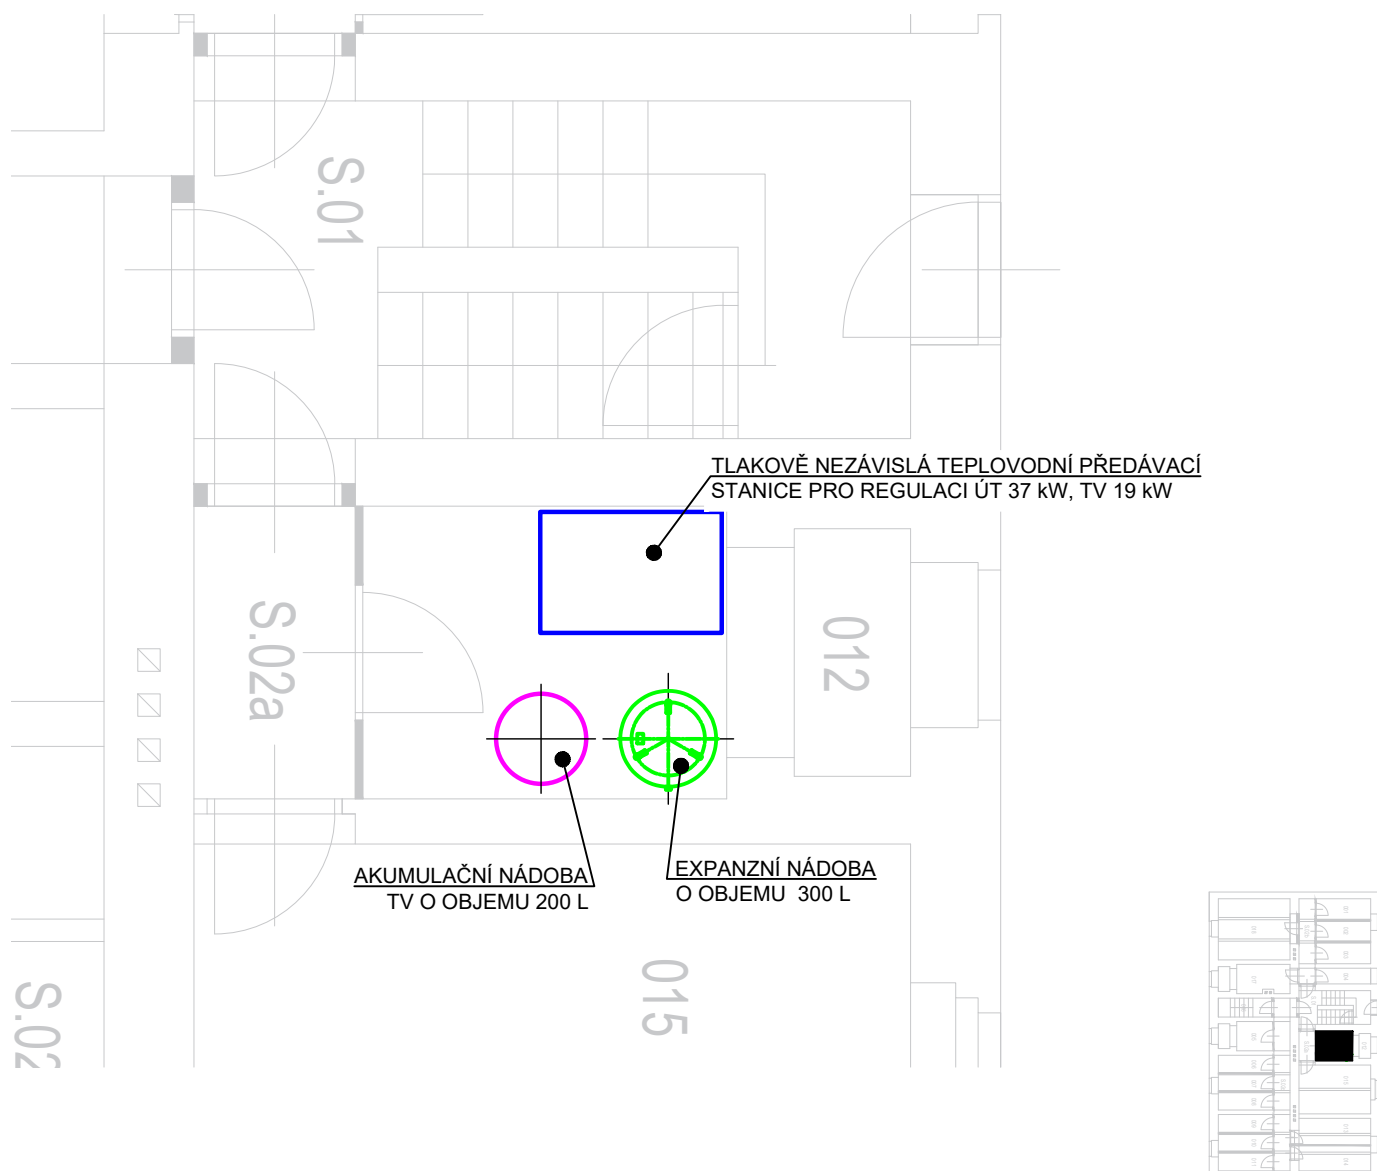 S.01
TLAKOVĚ NEZÁVISLÁ TEPLOVODNÍ PŘEDÁVACÍ
STANICE PRO REGULACI ÚT 37 kW, TV 19 kW
S.02a
012
AKUMULAČNÍ NÁDOBA
TV O OBJEMU 200 L
EXPANZNÍ NÁDOBA
O OBJEMU  300 L
015
S.02